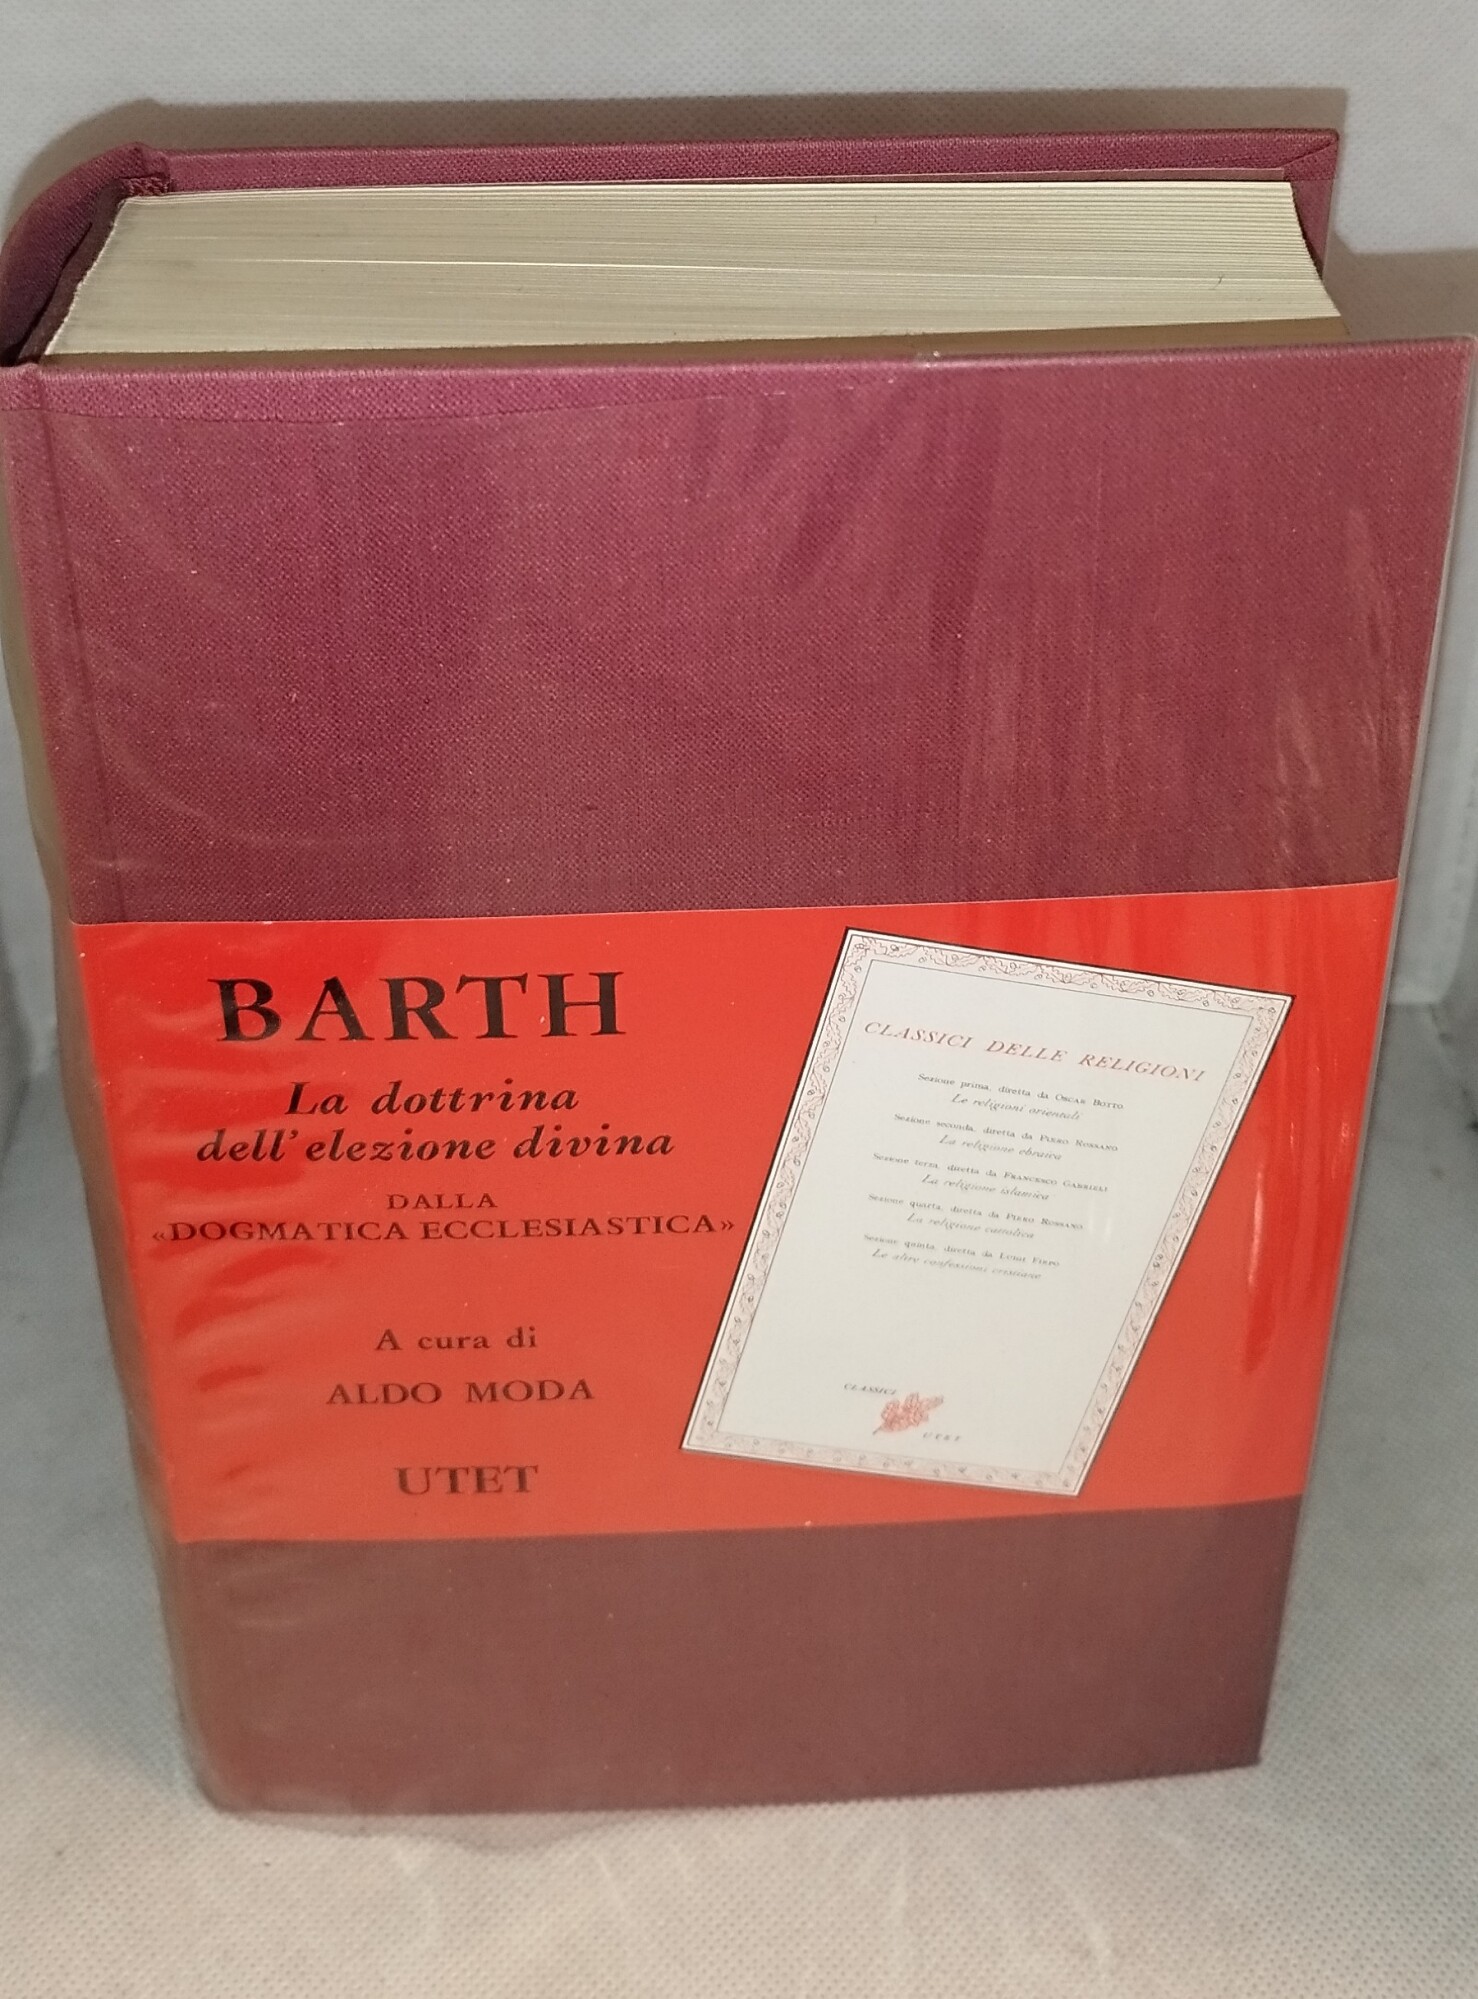 BARTH
La dottrina
dell'elezione divina
DALLA
«DOGMATICA ECCLESIASTICA»
A cura di
ALDO MODA
UTET
CLASSICI DELLE RELIGIONI
Sezione prima, diretta da OSCAR BOTTO
Le religioni orientali
Sezione seconda, diretta da PIERO ROSSANO
La religione ebraica
Sezione terza, diretta da FRANCESCO GABRIELI
La religione islamica
Sezione quarta, diretta da PIERO ROSSANO
La religione cattolica
Sezione quinta, diretta da LUIGI FIRPO
Le altre confessioni cristiane
CLASSICI
UTET